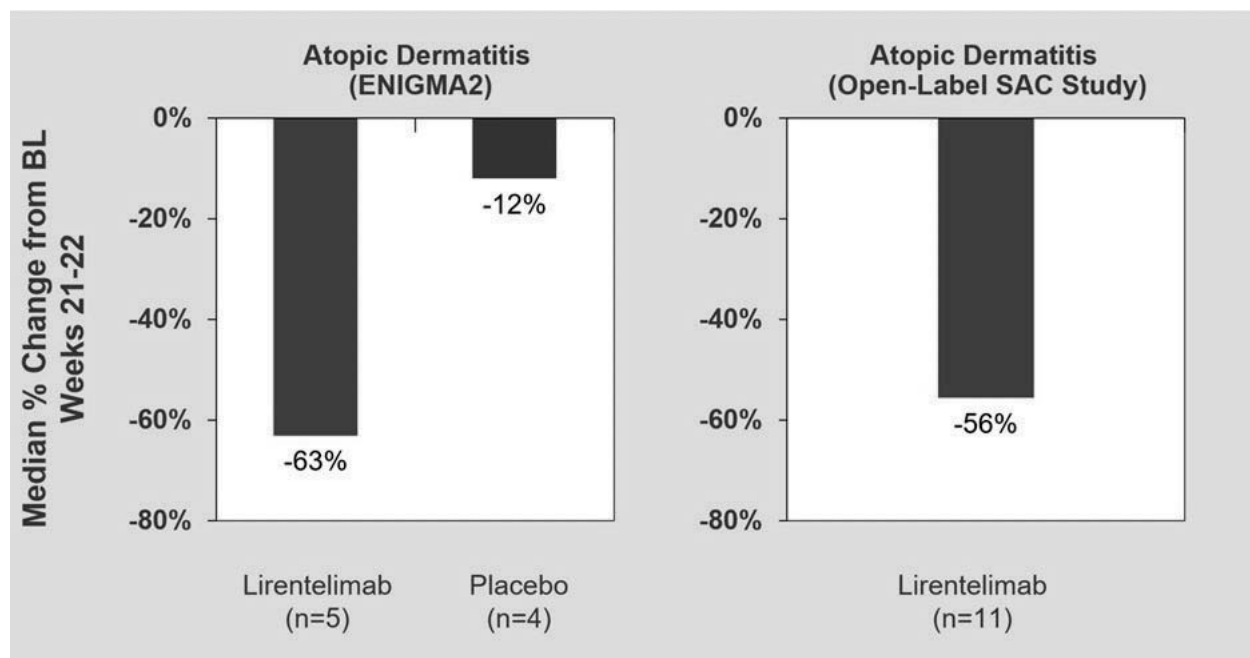 Atopic Dermatitis
(ENIGMA2)
Atopic Dermatitis
(Open-Label SAC Study)
Median % Change from BL
Weeks 21-22
0%
-20%
-40%
-60%
-80%
-63%
-12%
Lirentelimab
(n=5)
Placebo
(n=4)
0%
-20%
-40%
-60%
-80%
-56%
Lirentelimab
(n=11)